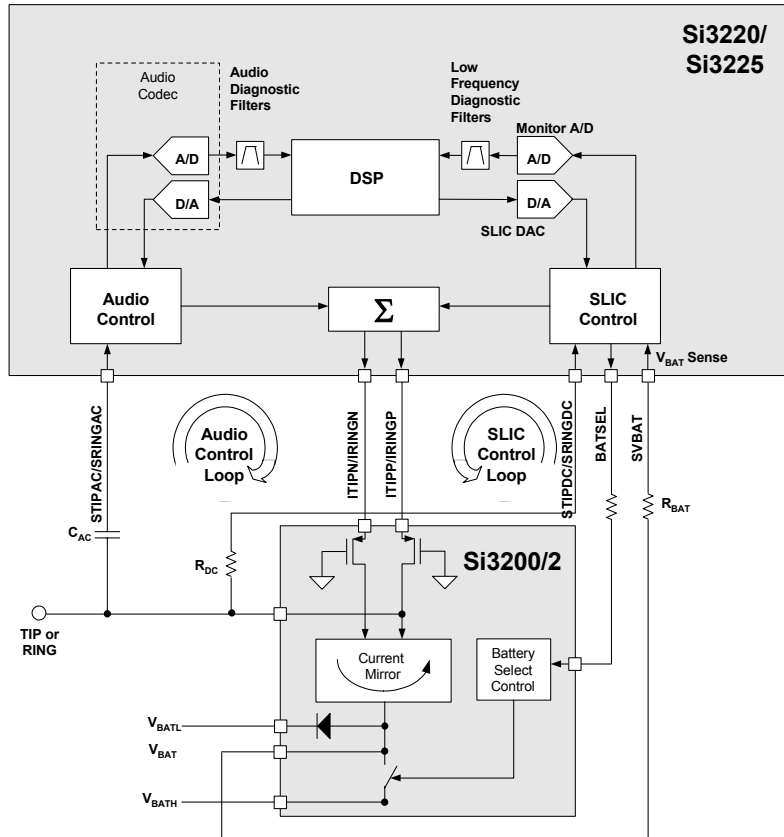 Si3220/
Si3225
Audio
Codec
Audio
Diagnostic
Filters
Low
Frequency
Diagnostic
Filters
Monitor A/D
A/D
DSP
A/D
D/A
D/A
SLIC DAC
Audio
Control
Σ
SLIC
Control
VBAT Sense
STIPAC/SRINGAC
Audio
Control
Loop
ITIPN/IRINGN
ITIPP/IRINGP
SLIC
Control
Loop
STIPDC/SRINGDC
BATSEL
SVBAT
CAC
RDC
RBAT
Si3200/2
TIP or
RING
Current
Mirror
Battery
Select
Control
VBATL
VBAT
VBATH